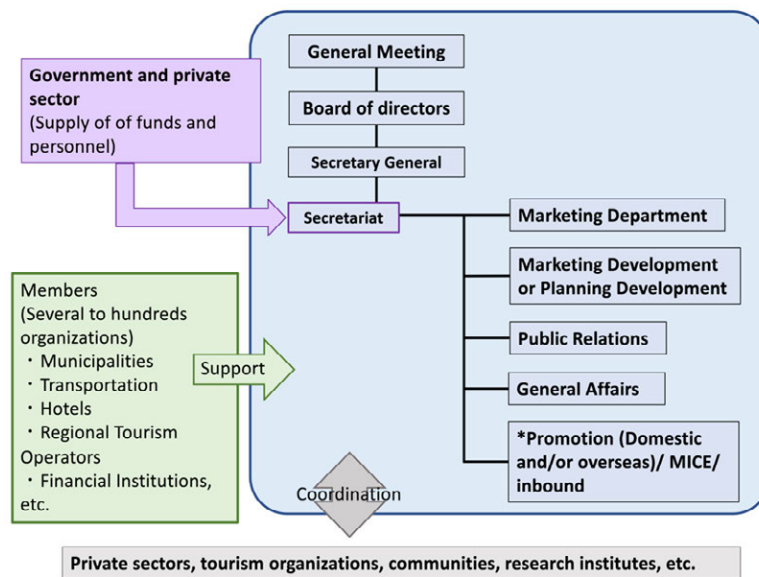 General Meeting
Government and private
sector
(Supply of of funds and
personnel)
Board of directors
Secretary General
Secretariat
Marketing Department
Marketing Development
or Planning Development
Public Relations
General Affairs
*Promotion (Domestic
and/or overseas)/ MICE/
inbound
Members
(Several to hundreds
organizations)
・Municipalities
・Transportation
・Hotels
・Regional Tourism
Operators
・Financial Institutions,
etc.
Support
Coordination
Private sectors, tourism organizations, communities, research institutes, etc.